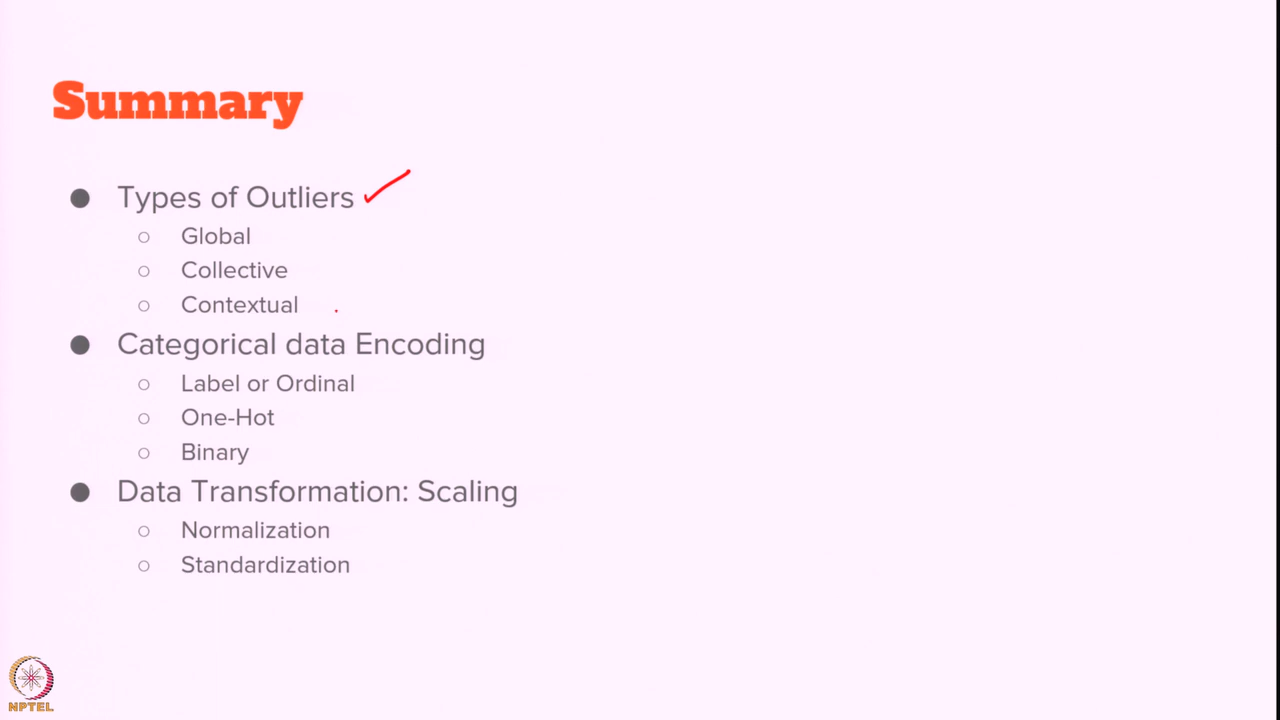 Summary
● Types of Outliers
○ Global
○ Collective
○ Contextual
● Categorical data Encoding
○ Label or Ordinal
○ One-Hot
○ Binary
● Data Transformation: Scaling
○ Normalization
○ Standardization
NPTEL